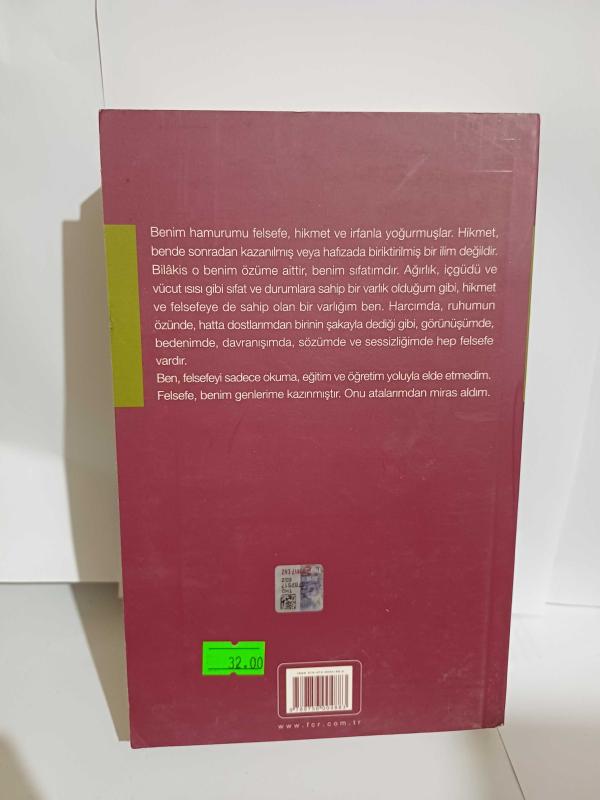 Benim hamurumu felsefe, hikmet ve irfanla yoğurmuşlar. Hikmet,
bende sonradan kazanılmış veya hafızada biriktirilmiş bir ilim değildir.
Bilâkis o benim özüme aittir, benim sıfatımdır. Ağırlık, içgüdü ve
vücut ısısı gibi sıfat ve durumlara sahip bir varlık olduğum gibi, hikmet
ve felsefeye de sahip olan bir varlığım ben. Harcımda, ruhumun
özünde, hatta dostlarımdan birinin şakayla dediği gibi, görünüşümde,
bedenimde, davranışımda, sözümde ve sessizliğimde hep felsefe
vardır.
Ben, felsefeyi sadece okuma, eğitim ve öğretim yoluyla elde etmedim.
Felsefe, benim genlerime kazınmıştır. Onu atalarımdan miras aldım.
32.00
www.fcr.com.tr